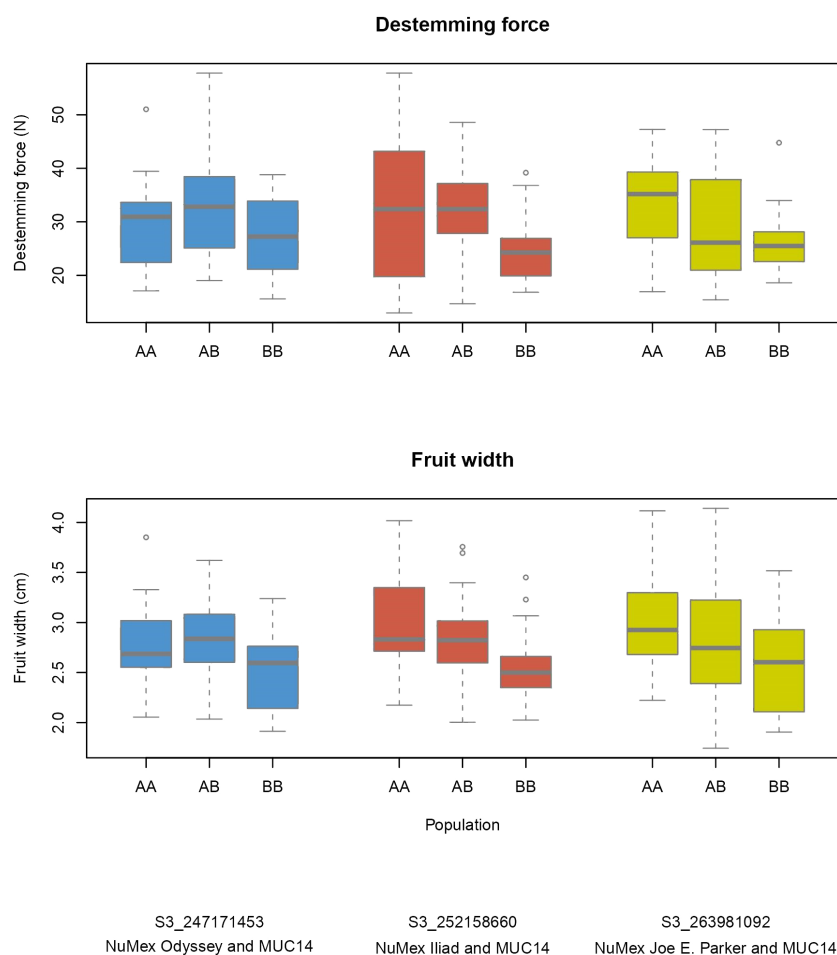 Destemming force
Destemming force (N)
50
40
30
20
AA AB BB AA AB BB AA AB BB
Fruit width
Fruit width (cm)
4.0
3.5
3.0
2.5
2.0
AA AB BB AA AB BB AA AB BB
Population
S3_247171453 S3_252158660 S3_263981092
NuMex Odyssey and MUC14 NuMex Iliad and MUC14 NuMex Joe E. Parker and MUC14